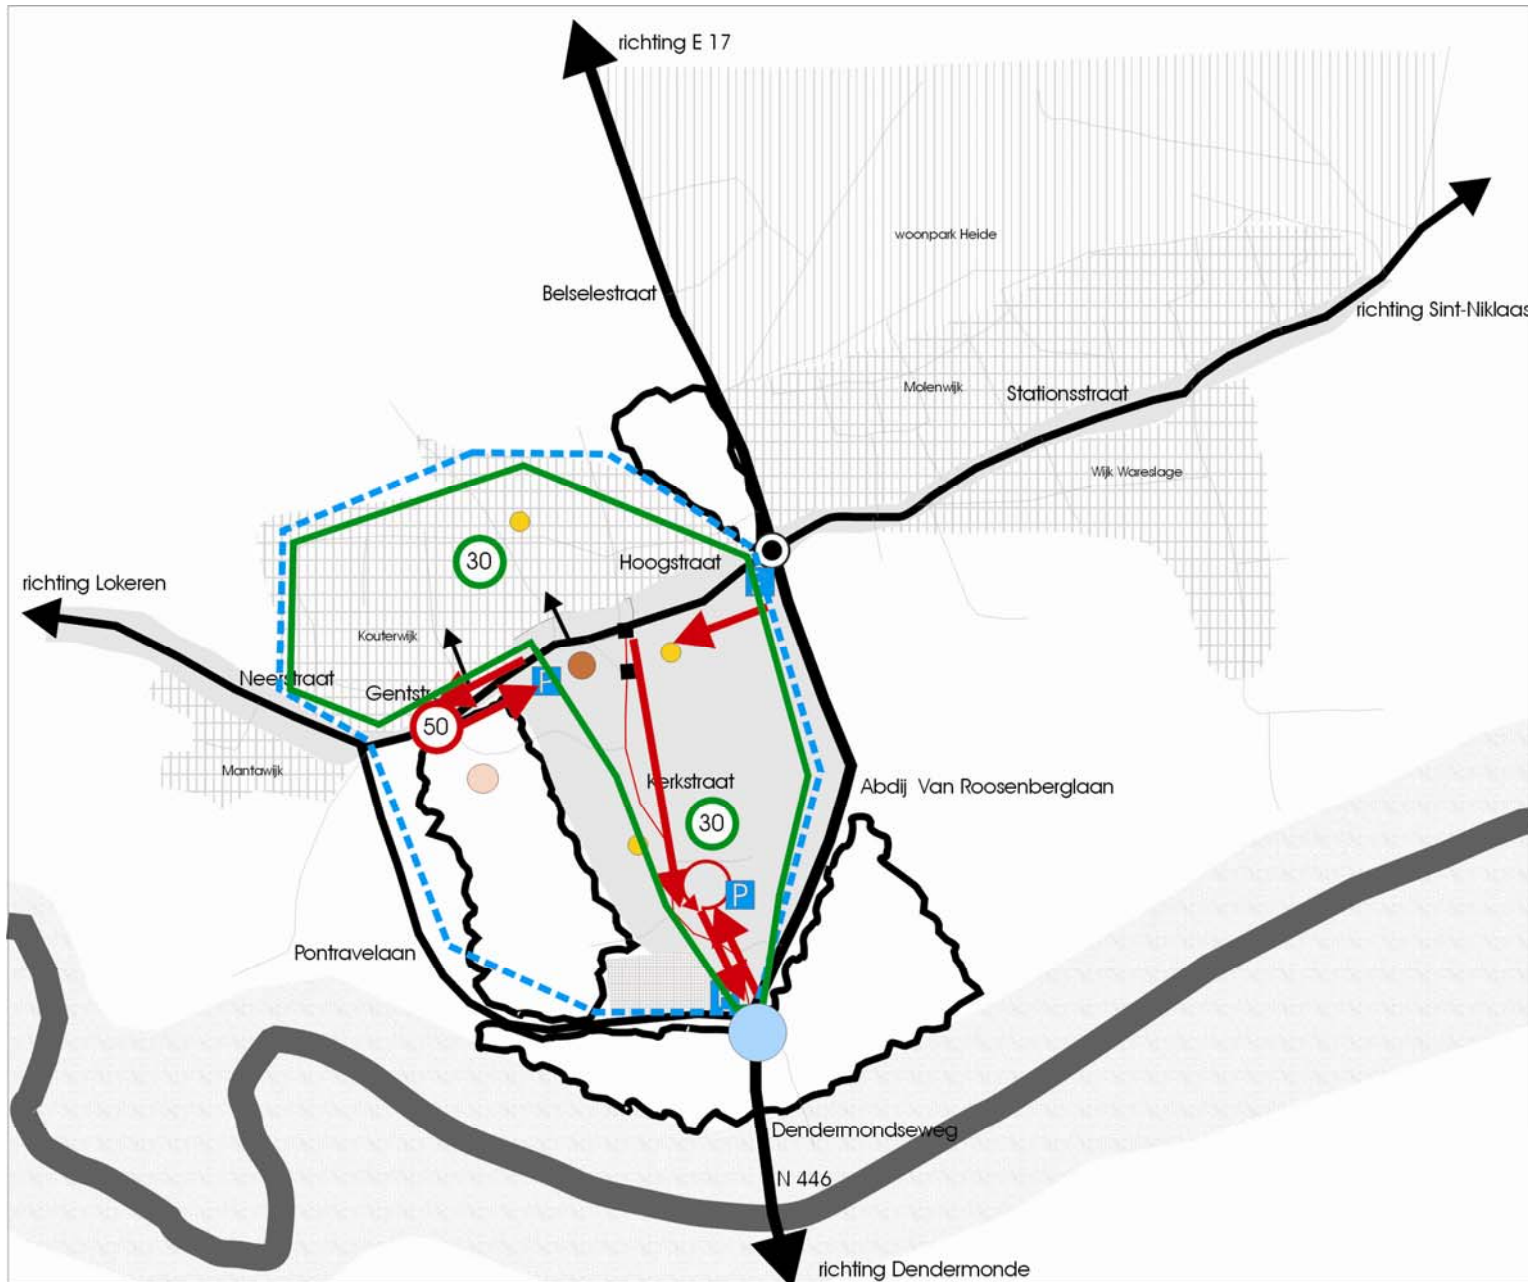 richting E 17
woonpark Heide
Belselestraat
richting Sint-Niklaas
Molenwijk
Stationsstraat
Wijk Wareslage
30
Hoogstraat
richting Lokeren
P
Kouterwijk
Neerstraat
P
50
Mantawijk
Kerkstraat
Abdij Van Roosenberglaan
30
P
Pontravelaan
Dendermondseweg
N 446
richting Dendermonde